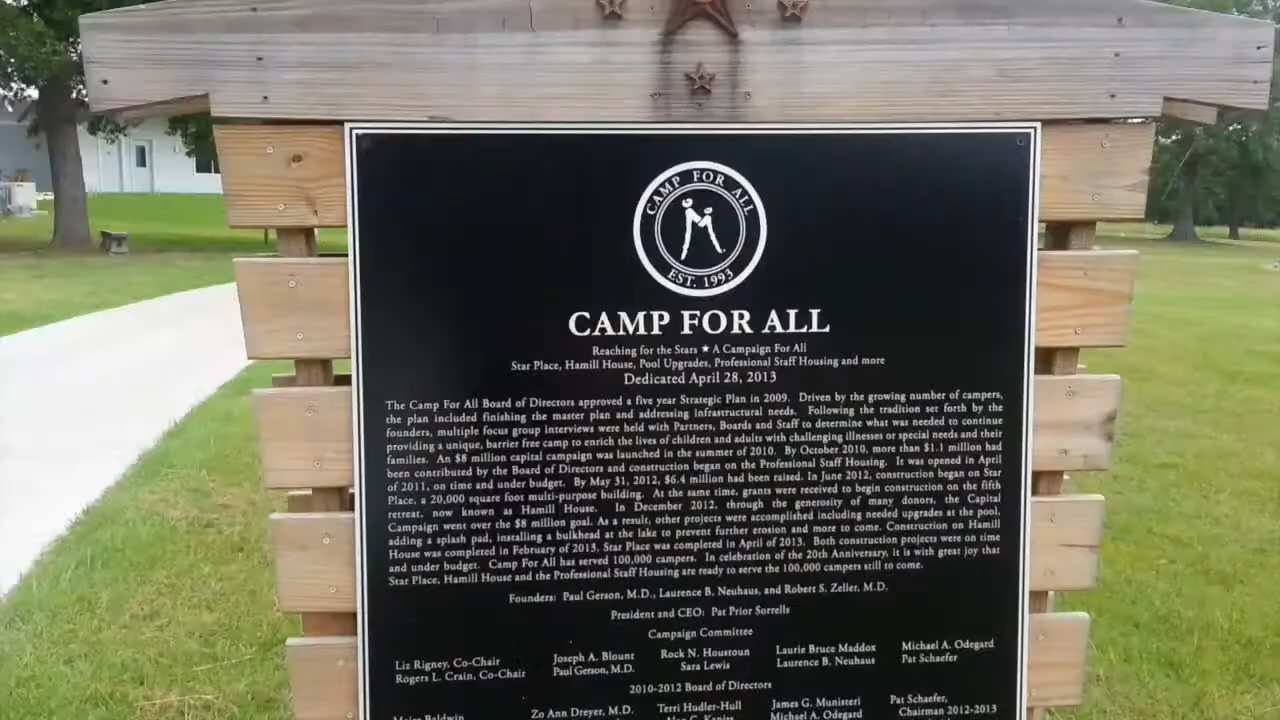 CAMP FOR ALL
EST. 1993
CAMP FOR ALL
Reaching for the Stars ★ A Campaign For All
Star Place, Hamill House, Pool Upgrades, Professional Staff Housing and more
Dedicated April 28, 2013
The Camp For All Board of Directors approved a five year Strategic Plan in 2009. Driven by the growing number of campers,
the plan included finishing the master plan and addressing infrastructural needs. Following the tradition set forth by the
founders, multiple focus group interviews were held with Partners, Boards and Staff to determine what was needed to continue
providing a unique, barrier free camp to enrich the lives of children and adults with challenging illnesses or special needs and their
families. An $8 million capital campaign was launched in the summer of 2010. By October 2010, more than $1.1 million had
been contributed by the Board of Directors and construction began on the Professional Staff Housing. It was opened in April
of 2011, on time and under budget. By May 31, 2012, $6.4 million had been raised. In June 2012, construction began on Star
Place, a 20,000 square foot multi-purpose building. At the same time, grants were received to begin construction on the fifth
retreat, now known as Hamill House. In December 2012, through the generosity of many donors, the Capital
Campaign went over the $8 million goal. As a result, other projects were accomplished including needed upgrades at the pool,
adding a splash pad, installing a bulkhead at the lake to prevent further erosion and more to come. Construction on Hamill
House was completed in February of 2013. Star Place was completed in April of 2013. Both construction projects were on time
and under budget. Camp For All has served 100,000 campers. In celebration of the 20th Anniversary, it is with great joy that
Star Place, Hamill House and the Professional Staff Housing are ready to serve the 100,000 campers still to come.
Founders: Paul Gerson, M.D., Laurence B. Neuhaus, and Robert S. Zeller, M.D.
President and CEO: Pat Prior Sorrells
Campaign Committee
Liz Rigney, Co-Chair Joseph A. Blount Rock N. Houstoun Laurie Bruce Maddox Michael A. Odegard
Rogers L. Crain, Co-Chair Paul Gerson, M.D. Sara Lewis Laurence B. Neuhaus Pat Schaefer
2010-2012 Board of Directors
Zo Ann Dreyer, M.D. Terri Hudler-Hull James G. Munisteri Pat Schaefer,
Baldwin Michael A. Odegard Chairman 2012-2013